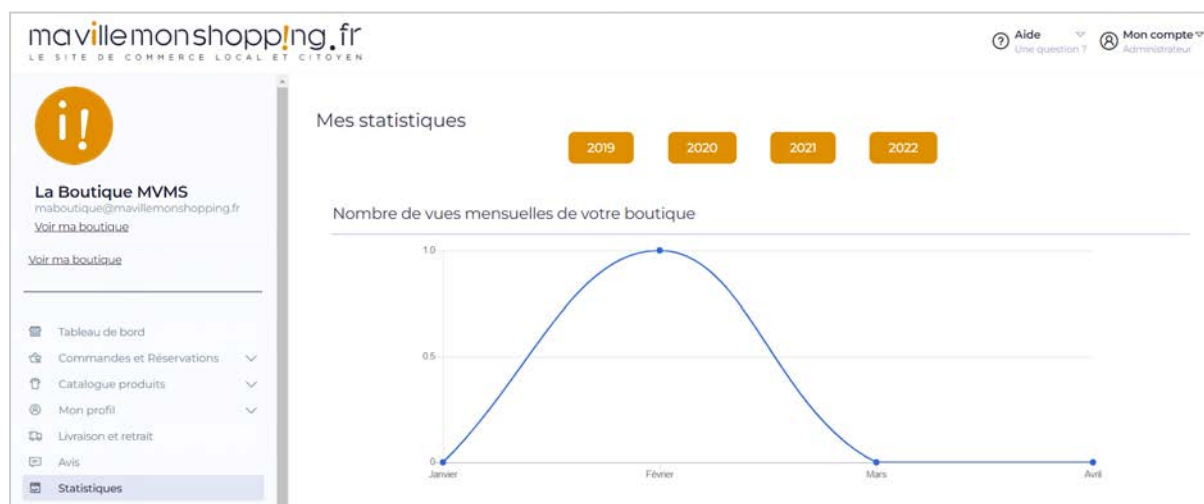 mavillemonshopp!ng.fr
LE SITE DE COMMERCE LOCAL ET CITOYEN
Aide
Une question ?
Mon compte
Administrateur
i!
La Boutique MVMS
maboutique@mavillemonshopping.fr
Voir ma boutique
Voir ma boutique
Tableau de bord
Commandes et Réservations
Catalogue produits
Mon profil
Livraison et retrait
Avis
Statistiques
Mes statistiques
2019 2020 2021 2022
Nombre de vues mensuelles de votre boutique
1.0
0.5
0
Janvier Février Mars Avril